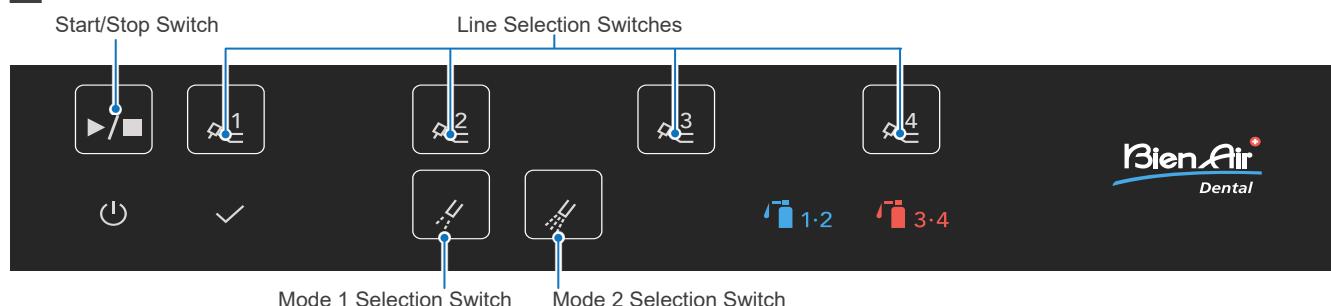 Start/Stop Switch
Line Selection Switches
1
2
3
4
Bien Air
Dental
1·2
3·4
Mode 1 Selection Switch
Mode 2 Selection Switch